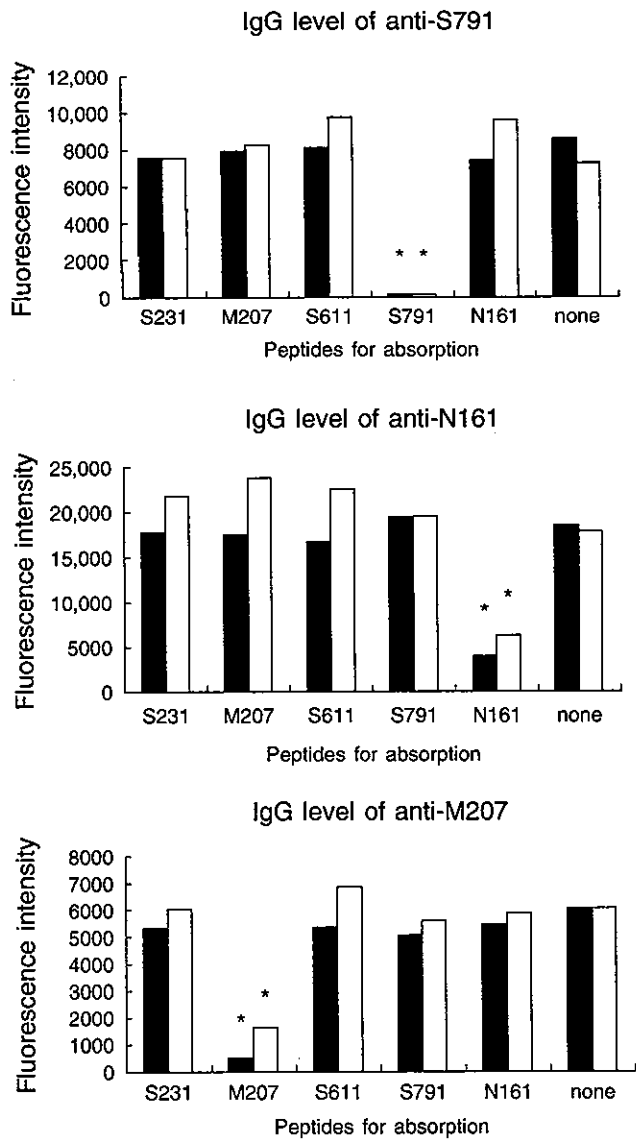 IgG level of anti-S791
Fluorescence intensity
12,000
10,000
8000
6000
4000
2000
0
* *
S231 M207 S611 S791 N161 none
Peptides for absorption
IgG level of anti-N161
Fluorescence intensity
25,000
20,000
15,000
10,000
5000
0
* *
S231 M207 S611 S791 N161 none
Peptides for absorption
IgG level of anti-M207
Fluorescence intensity
8000
7000
6000
5000
4000
3000
2000
1000
0
* *
S231 M207 S611 S791 N161 none
Peptides for absorption